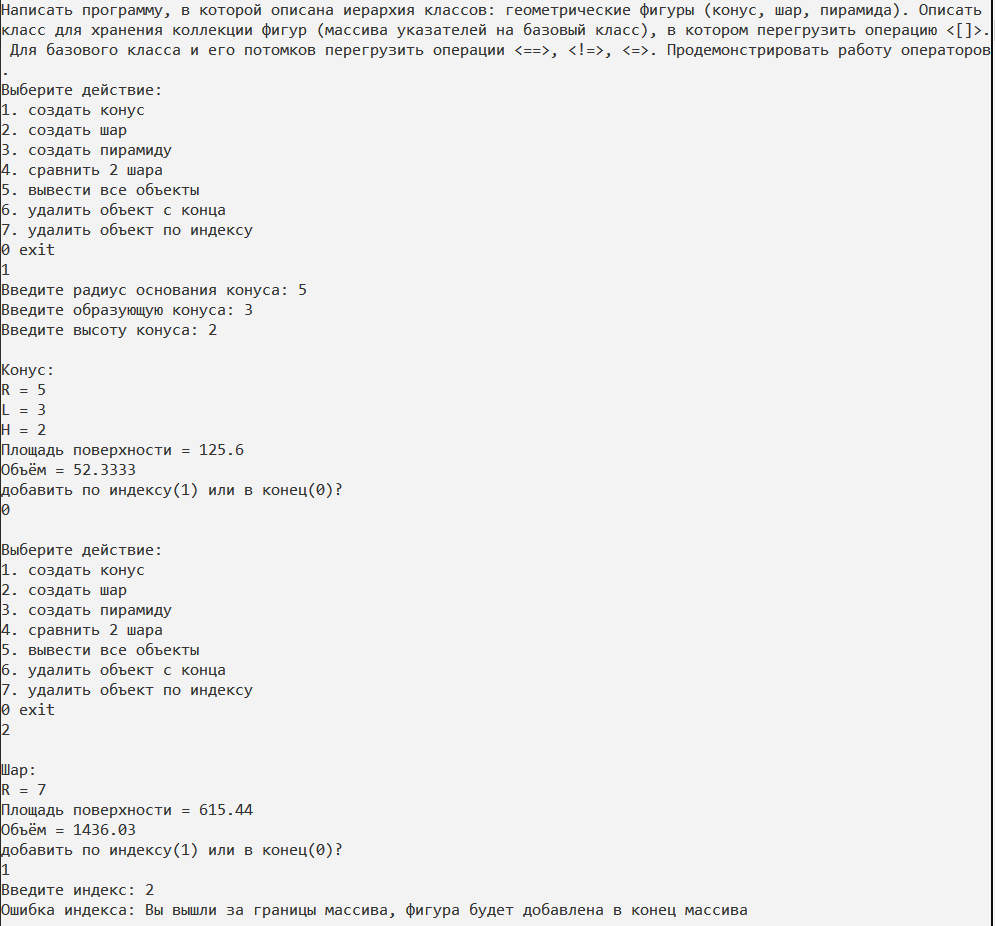 Написать программу, в которой описана иерархия классов: геометрические фигуры (конус, шар, пирамида). Описать
класс для хранения коллекции фигур (массива указателей на базовый класс), в котором перегрузить операцию <[]>.
Для базового класса и его потомков перегрузить операции <==>, <!=>, <=>. Продемонстрировать работу операторов
.
Выберите действие:
1. создать конус
2. создать шар
3. создать пирамиду
4. сравнить 2 шара
5. вывести все объекты
6. удалить объект с конца
7. удалить объект по индексу
0 exit
1
Введите радиус основания конуса: 5
Введите образующую конуса: 3
Введите высоту конуса: 2
Конус:
R = 5
L = 3
H = 2
Площадь поверхности = 125.6
Объём = 52.3333
добавить по индексу(1) или в конец(0)?
0
Выберите действие:
1. создать конус
2. создать шар
3. создать пирамиду
4. сравнить 2 шара
5. вывести все объекты
6. удалить объект с конца
7. удалить объект по индексу
0 exit
2
Шар:
R = 7
Площадь поверхности = 615.44
Объём = 1436.03
добавить по индексу(1) или в конец(0)?
1
Введите индекс: 2
Ошибка индекса: Вы вышли за границы массива, фигура будет добавлена в конец массива